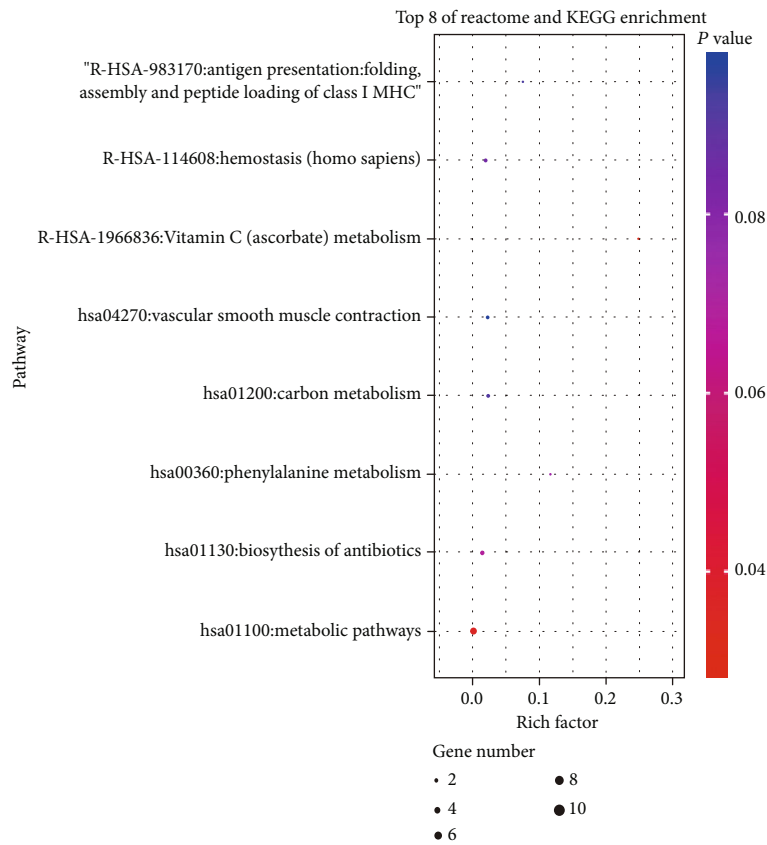 Top 8 of reactome and KEGG enrichment
P value
"R-HSA-983170:antigen presentation:folding,
assembly and peptide loading of class I MHC"
R-HSA-114608:hemostasis (homo sapiens)
R-HSA-1966836:Vitamin C (ascorbate) metabolism
hsa04270:vascular smooth muscle contraction
hsa01200:carbon metabolism
hsa00360:phenylalanine metabolism
hsa01130:biosythesis of antibiotics
hsa01100:metabolic pathways
Pathway
0.08
0.06
0.04
0.0 0.1 0.2 0.3
Rich factor
Gene number
2
4
6
8
10